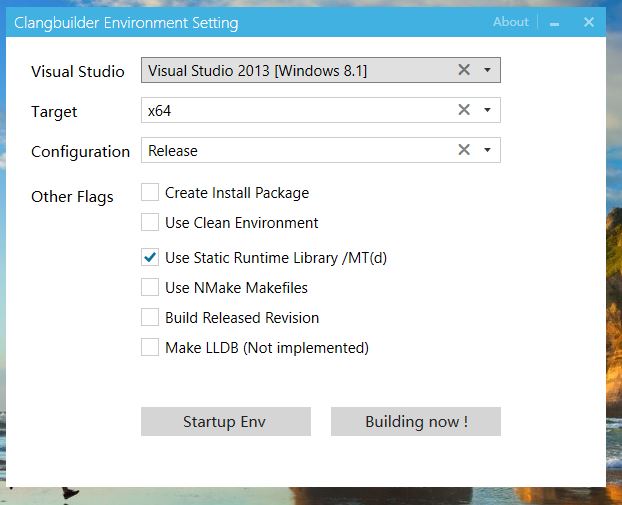 Clangbuilder Environment Setting About
Visual Studio Visual Studio 2013 [Windows 8.1]
Target x64
Configuration Release
Other Flags Create Install Package
Use Clean Environment
Use Static Runtime Library /MT(d)
Use NMake Makefiles
Build Released Revision
Make LLDB (Not implemented)
Startup Env Building now !